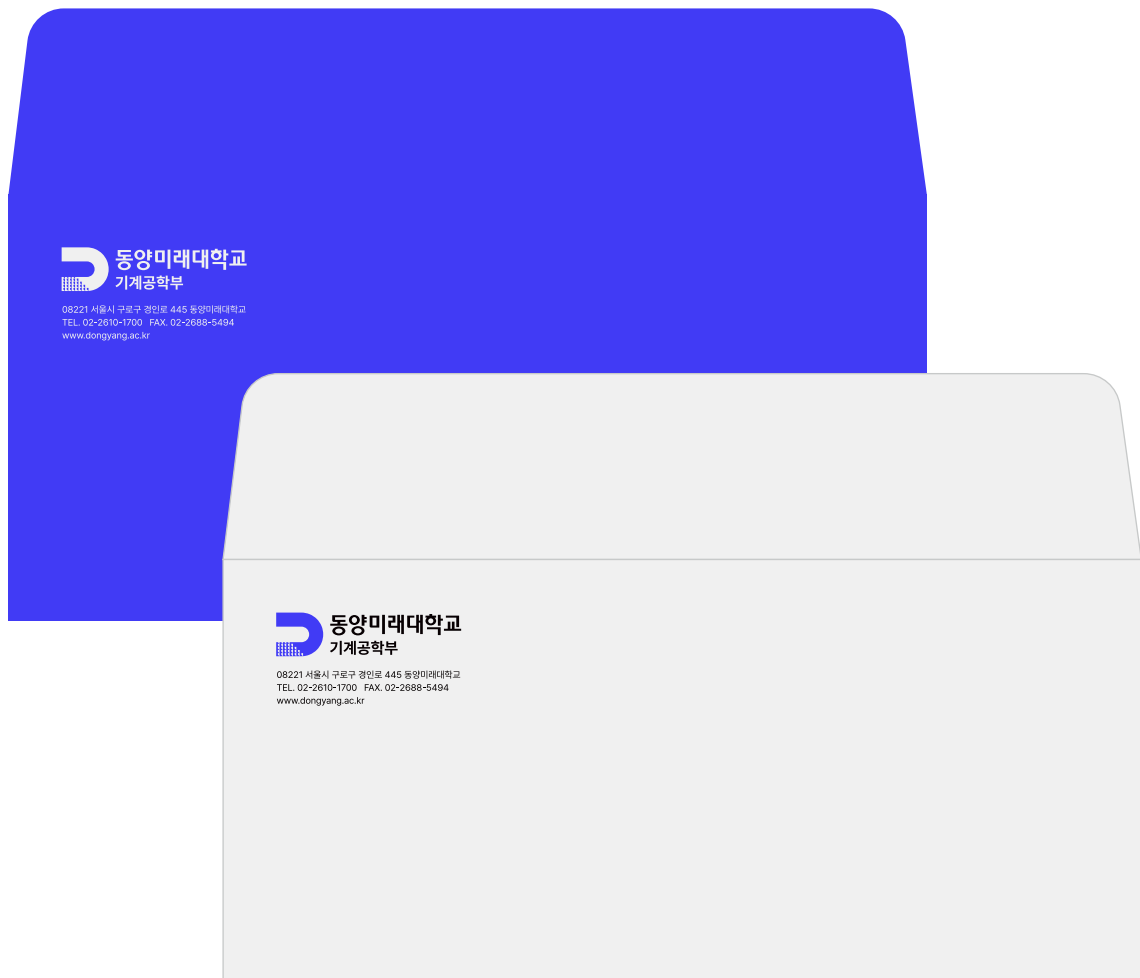 동양미래대학교
기계공학부
08221 서울시 구로구 경인로 445 동양미래대학교
TEL. 02-2610-1700 FAX. 02-2688-5494
www.dongyang.ac.kr
동양미래대학교
기계공학부
08221 서울시 구로구 경인로 445 동양미래대학교
TEL. 02-2610-1700 FAX. 02-2688-5494
www.dongyang.ac.kr